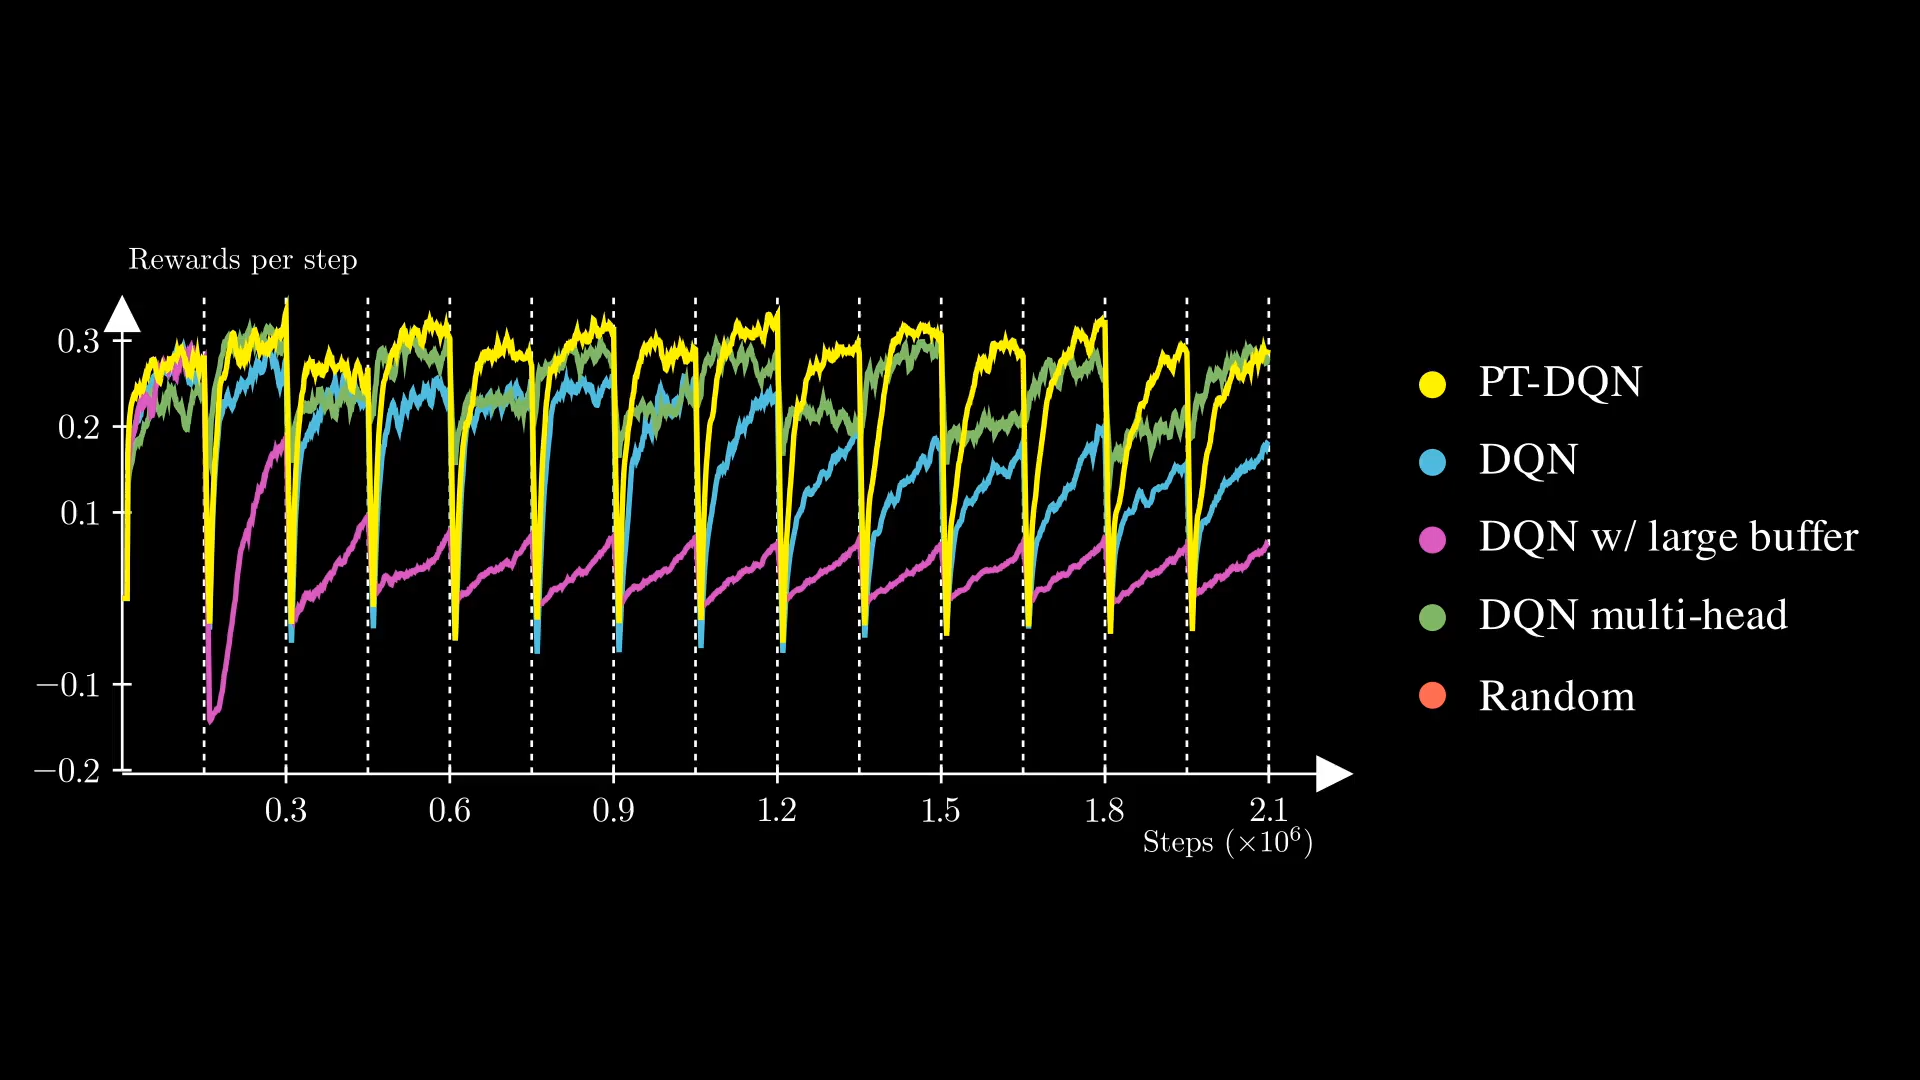 Rewards per step
0.3
0.2
0.1
−0.1
−0.2
0.3 0.6 0.9 1.2 1.5 1.8 2.1
Steps (×10⁶)
PT-DQN
DQN
DQN w/ large buffer
DQN multi-head
Random